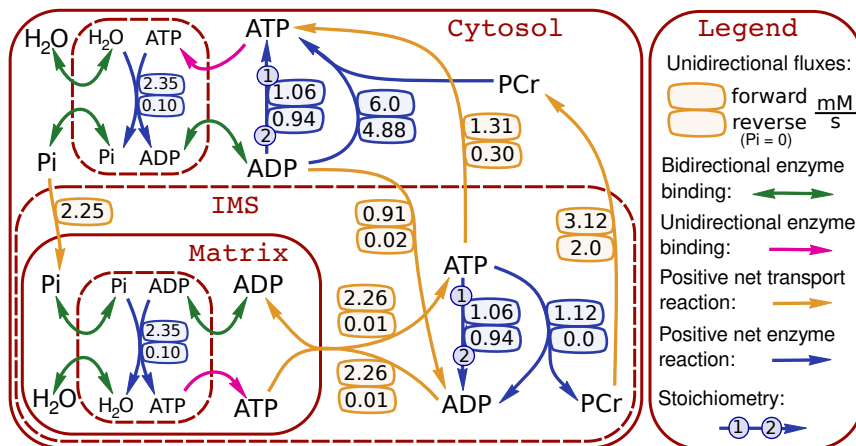 Cytosol
H2O
H2O
ATP
ATP
PCr
2.35
0.10
1
1.06
0.94
2
6.0
4.88
1.31
0.30
Pi
Pi
ADP
ADP
2.25
IMS
0.91
0.02
3.12
2.0
Matrix
Pi
Pi
ADP
ADP
2.35
0.10
H2O
H2O
ATP
ATP
2.26
0.01
2.26
0.01
ATP
1
1.06
0.94
2
1.12
0.0
ADP
PCr
Legend
Unidirectional fluxes:
forward
reverse
(Pi = 0)
mM
s
Bidirectional enzyme
binding:
Unidirectional enzyme
binding:
Positive net transport
reaction:
Positive net enzyme
reaction:
Stoichiometry:
1 2